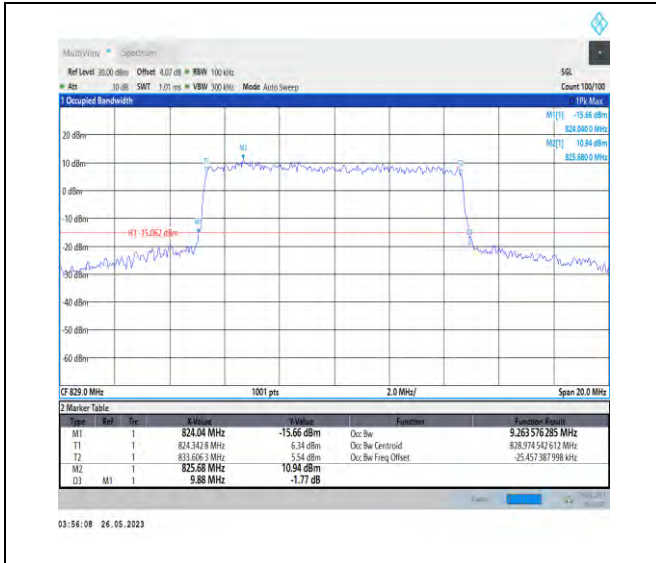 MultiView Spectrum
Ref Level 30.00 dBm Offset 4.07 dB RBW 100 kHz SGL
Att 30 dB SWT 1.01 ms VBW 300 kHz Mode Auto Sweep Count 100/100
1 Occupied Bandwidth 1Pk Max
M1[1] -15.66 dBm
824.040 0 MHz
M2[1] 10.94 dBm
825.680 0 MHz
20 dBm
M2
T1
T2
10 dBm
0 dBm
-10 dBm
M1
H1 -15.062 dBm
D3
-20 dBm
-30 dBm
-40 dBm
-50 dBm
-60 dBm
CF 829.0 MHz 1001 pts 2.0 MHz/ Span 20.0 MHz
2 Marker Table
Type Ref Trc X-Value Y-Value Function Function Result
M1 1 824.04 MHz -15.66 dBm Occ Bw 9.263 576 285 MHz
T1 1 824.342 8 MHz 6.34 dBm Occ Bw Centroid 828.974 542 612 MHz
T2 1 833.606 3 MHz 5.54 dBm Occ Bw Freq Offset -25.457 387 998 kHz
M2 1 825.68 MHz 10.94 dBm
D3 M1 1 9.88 MHz -1.77 dB
03:56:08 26.05.2023